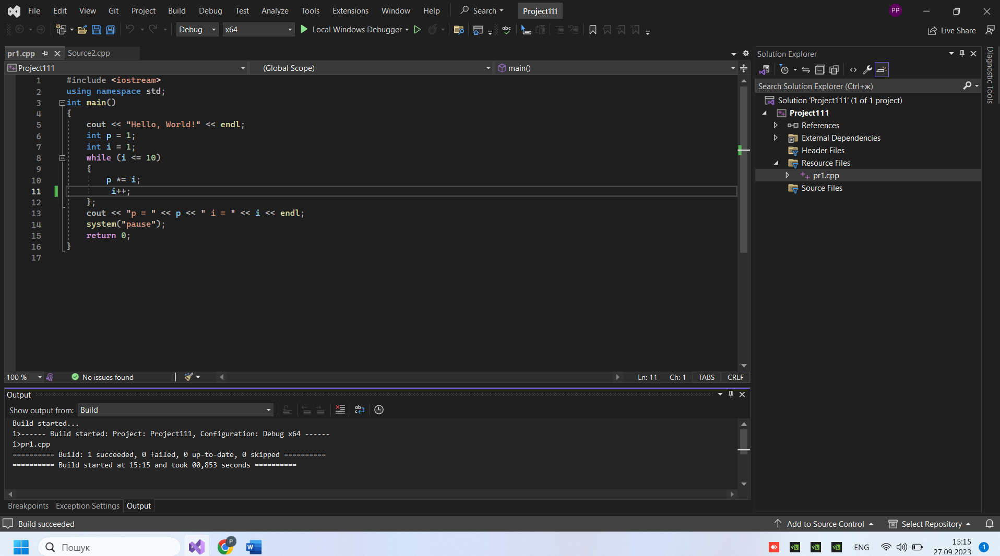 File Edit View Git Project Build Debug Test Analyze Tools Extensions Window Help Search Project111 PP
Debug x64 Local Windows Debugger abc Live Share
pr1.cpp Source2.cpp
Project111 (Global Scope) main()
1 #include <iostream>
2 using namespace std;
3 int main()
4 {
5 cout << "Hello, World!" << endl;
6 int p = 1;
7 int i = 1;
8 while (i <= 10)
9 {
10 p *= i;
11 i++;
12 };
13 cout << "p = " << p << " i = " << i << endl;
14 system("pause");
15 return 0;
16 }
17
100 % No issues found Ln: 11 Ch: 1 TABS CRLF
Output
Show output from: Build
Build started...
1>------ Build started: Project: Project111, Configuration: Debug x64 ------
1>pr1.cpp
========== Build: 1 succeeded, 0 failed, 0 up-to-date, 0 skipped ==========
========== Build started at 15:15 and took 00,853 seconds ==========
Breakpoints Exception Settings Output
Solution Explorer
Search Solution Explorer (Ctrl+ж)
Solution 'Project111' (1 of 1 project)
Project111
References
External Dependencies
Header Files
Resource Files
pr1.cpp
Source Files
Diagnostic Tools
Build succeeded Add to Source Control Select Repository
Пошук P W ENG 15:15
27.09.2023 1